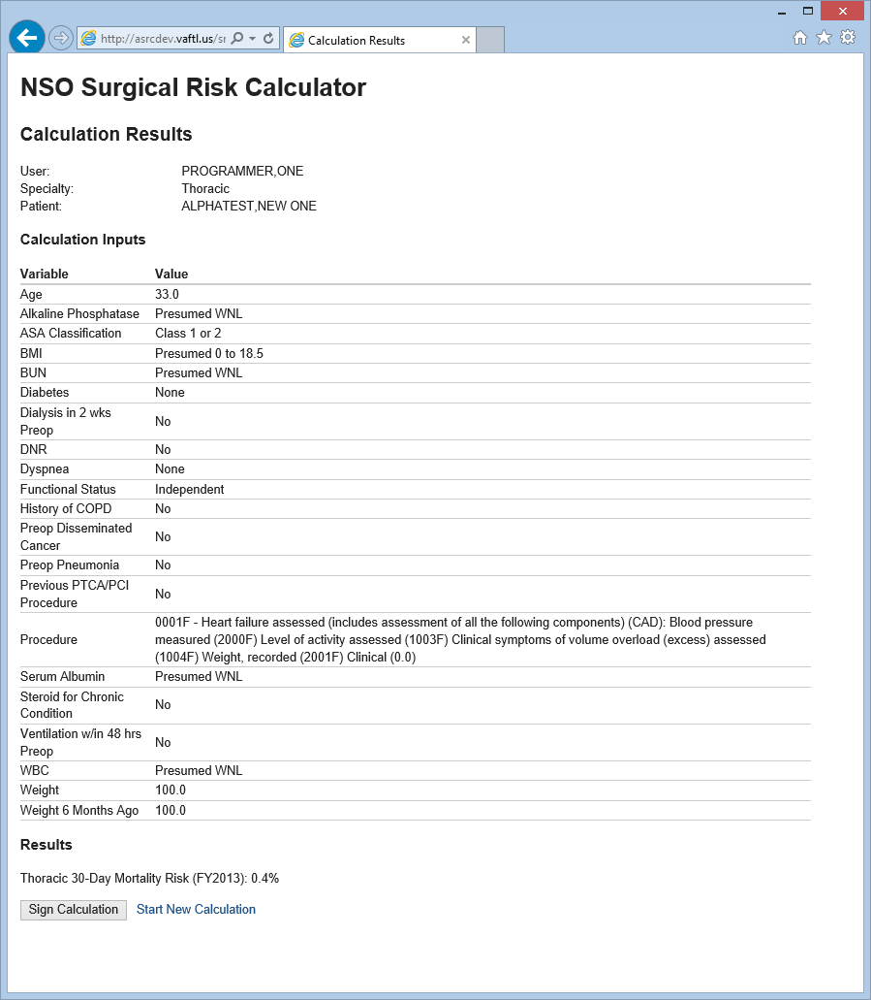 http://asrcdev.vaftl.us/sr
Calculation Results
NSO Surgical Risk Calculator
Calculation Results
User: PROGRAMMER,ONE
Specialty: Thoracic
Patient: ALPHATEST,NEW ONE
Calculation Inputs
Variable Value
Age 33.0
Alkaline Phosphatase Presumed WNL
ASA Classification Class 1 or 2
BMI Presumed 0 to 18.5
BUN Presumed WNL
Diabetes None
Dialysis in 2 wks
Preop
No
DNR No
Dyspnea None
Functional Status Independent
History of COPD No
Preop Disseminated
Cancer
No
Preop Pneumonia No
Previous PTCA/PCI
Procedure
No
Procedure
0001F - Heart failure assessed (includes assessment of all the following components) (CAD): Blood pressure
measured (2000F) Level of activity assessed (1003F) Clinical symptoms of volume overload (excess) assessed
(1004F) Weight, recorded (2001F) Clinical (0.0)
Serum Albumin Presumed WNL
Steroid for Chronic
Condition
No
Ventilation w/in 48 hrs
Preop
No
WBC Presumed WNL
Weight 100.0
Weight 6 Months Ago 100.0
Results
Thoracic 30-Day Mortality Risk (FY2013): 0.4%
Sign Calculation Start New Calculation